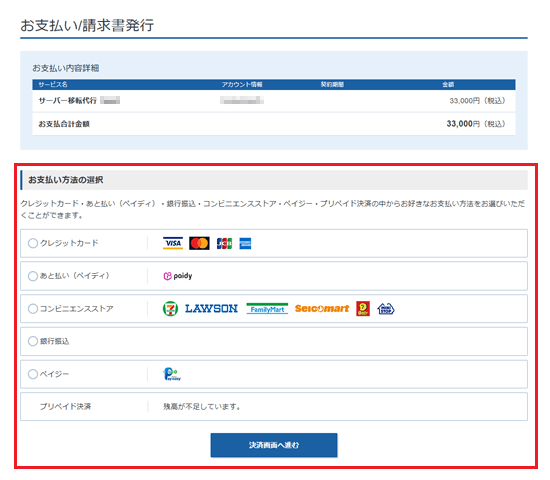 お支払い/請求書発行
お支払い内容詳細
サービス名 アカウント情報 契約期間 金額
サーバー移転代行 33,000円（税込）
お支払合計金額 33,000円（税込）
お支払い方法の選択
クレジットカード・あと払い（ペイディ）・銀行振込・コンビニエンスストア・ペイジー・プリペイド決済の中からお好きなお支払い方法をお選びいただ
くことができます。
クレジットカード VISA JCB
あと払い（ペイディ） paidy
コンビニエンスストア LAWSON FamilyMart Seicomart
銀行振込
ペイジー
プリペイド決済 残高が不足しています。
決済画面へ進む